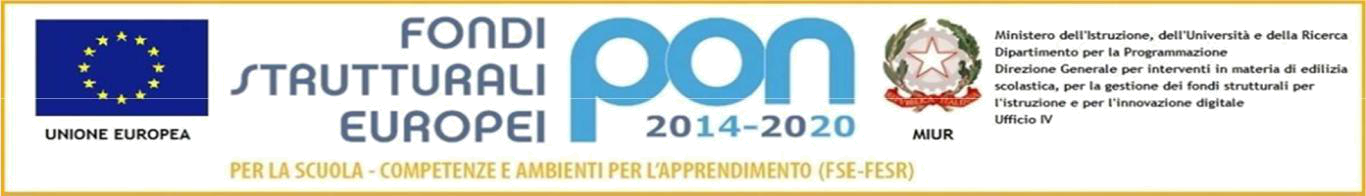 UNIONE EUROPEA
FONDI
STRUTTURALI
EUROPEI
pon
2014-2020
REPUBBLICA ITALIANA
MIUR
Ministero dell'Istruzione, dell'Università e della Ricerca
Dipartimento per la Programmazione
Direzione Generale per interventi in materia di edilizia
scolastica, per la gestione dei fondi strutturali per
l'istruzione e per l'innovazione digitale
Ufficio IV
PER LA SCUOLA - COMPETENZE E AMBIENTI PER L'APPRENDIMENTO (FSE-FESR)